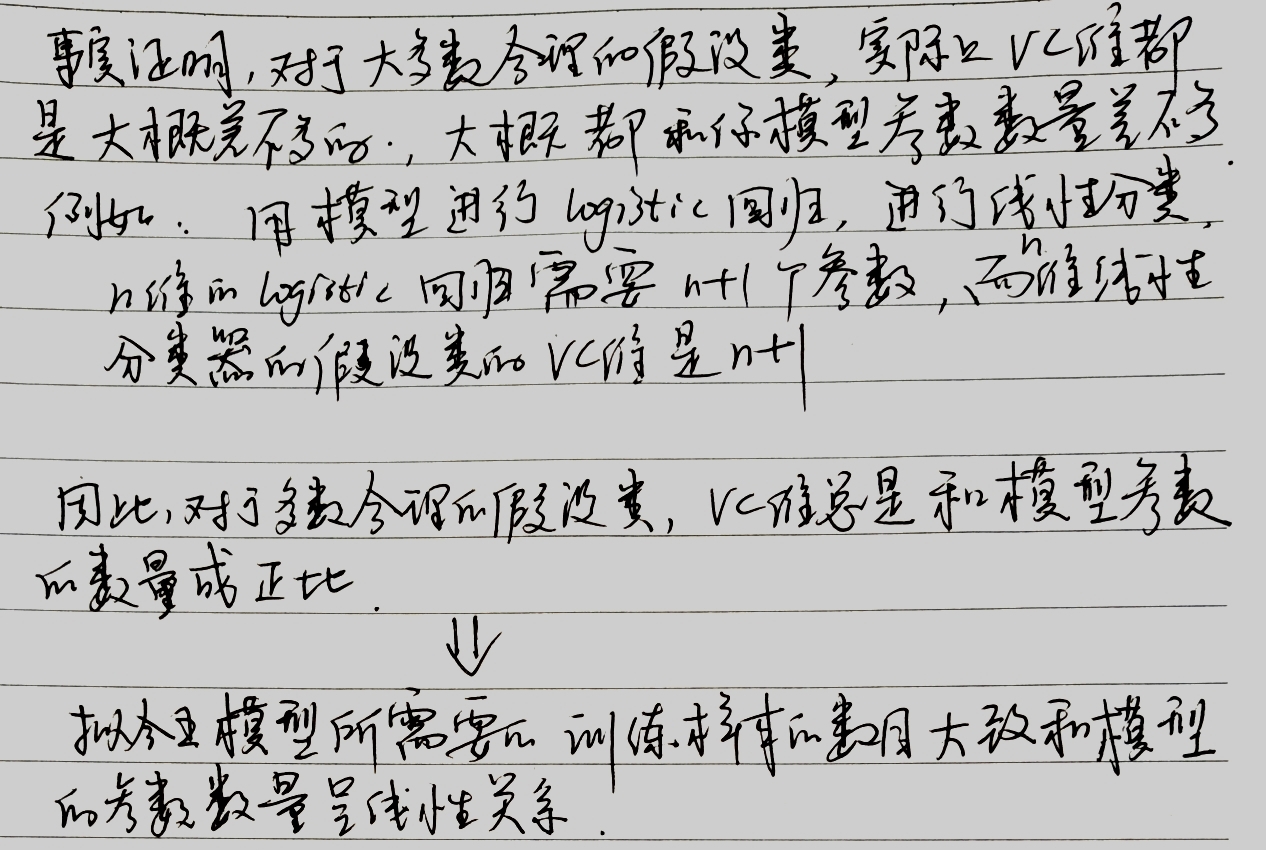 事实证明,对于大多数合理的假设类,实际上VC维都
是大概差不多的.,大概都和你模型参数数量差不多.
例如. 用模型进行logistic回归,进行线性分类,
n维的logistic回归需要n+1个参数,而n维线性
分类器的假设类的VC维是n+1
因此,对于多数合理的假设类,VC维总是和模型参数
的数量成正比.
⇓
拟合且模型所需要的训练样本的数目大致和模型
的参数数量呈线性关系.